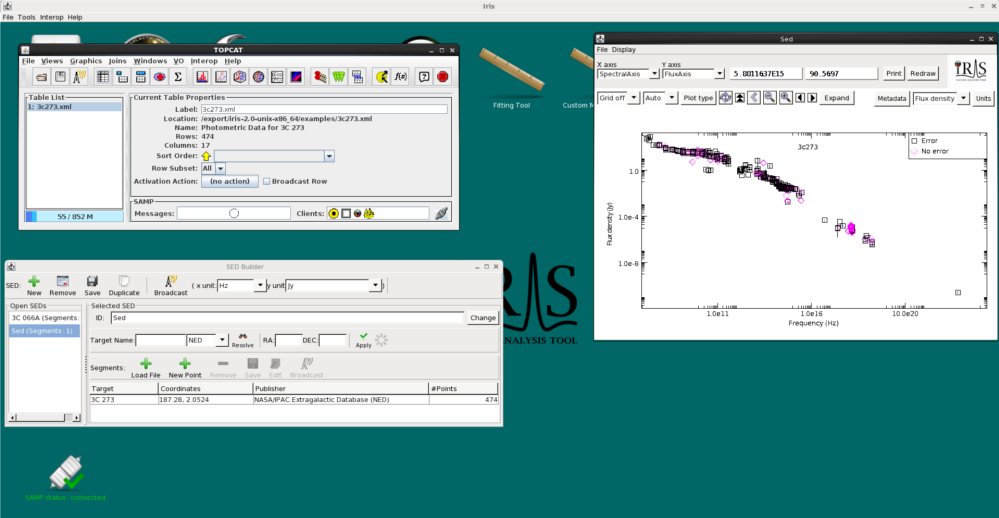 Iris
File Tools Interop Help
TOPCAT
File Views Graphics Joins Windows VO Interop Help
f(x)
Table List
1: 3c273.xml
55 / 852 M
Current Table Properties
Label: 3c273.xml
Location: /export/iris-2.0-unix-x86_64/examples/3c273.xml
Name: Photometric Data for 3C 273
Rows: 474
Columns: 17
Sort Order:
Row Subset: All
Activation Action: (no action) Broadcast Row
SAMP
Messages: Clients:
Fitting Tool
Custom M
Sed
File Display
X axis Y axis
SpectralAxis FluxAxis 5.8811637E15 96.5697 Print Redraw
IRIS
Grid off Auto Plot type Expand Metadata Flux density Units
3c273
Error
No error
1.0
1.0e-4
1.0e-8
Flux density (Jy)
1.0e11 1.0e16 10.0e20
Frequency (Hz)
SED Builder
SED: New Remove Save Duplicate Broadcast ( x unit: Hz y unit: Jy )
Open SEDs
3C 066A (Segments:
Sed (Segments: 1)
Selected SED
ID: Sed Change
Target Name: NED Resolve RA: DEC: Apply
Segments: Load File New Point Remove Save Edit Broadcast
Target Coordinates Publisher #Points
3C 273 187.28, 2.0524 NASA/IPAC Extragalactic Database (NED) 474
RIS
ANALYSIS TOOL
SAMP status: connected